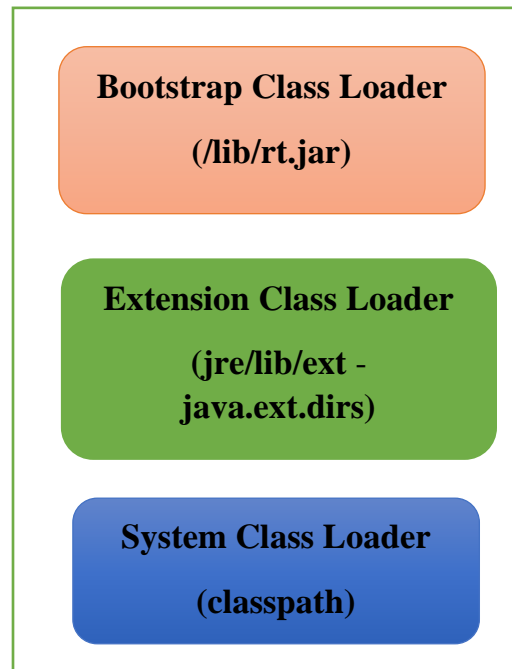 Bootstrap Class Loader
(/lib/rt.jar)
Extension Class Loader
(jre/lib/ext -
java.ext.dirs)
System Class Loader
(classpath)